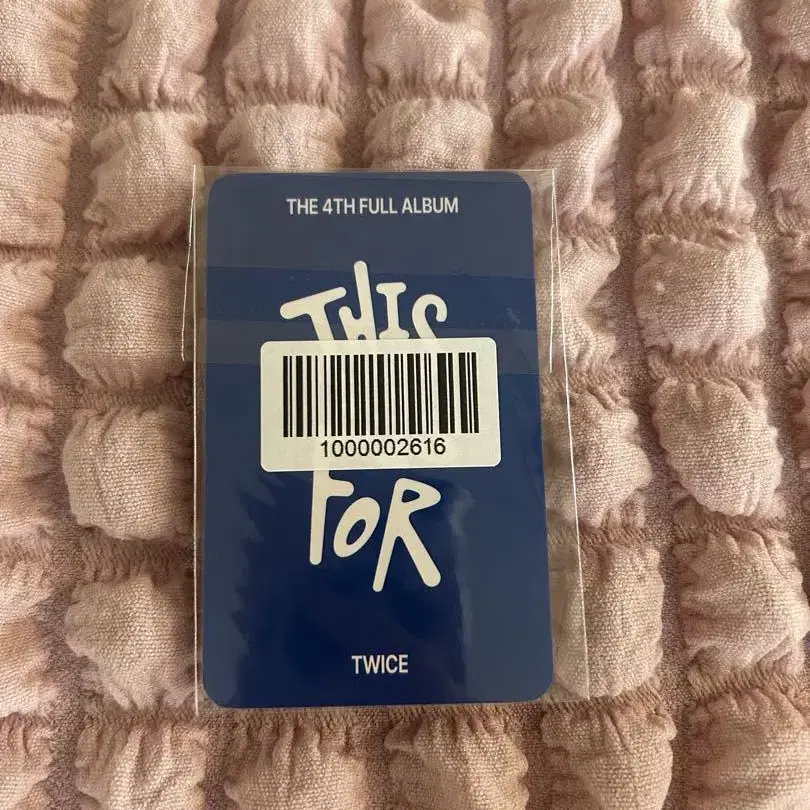 THE 4TH FULL ALBUM
THIS
1000002616
FOR
TWICE